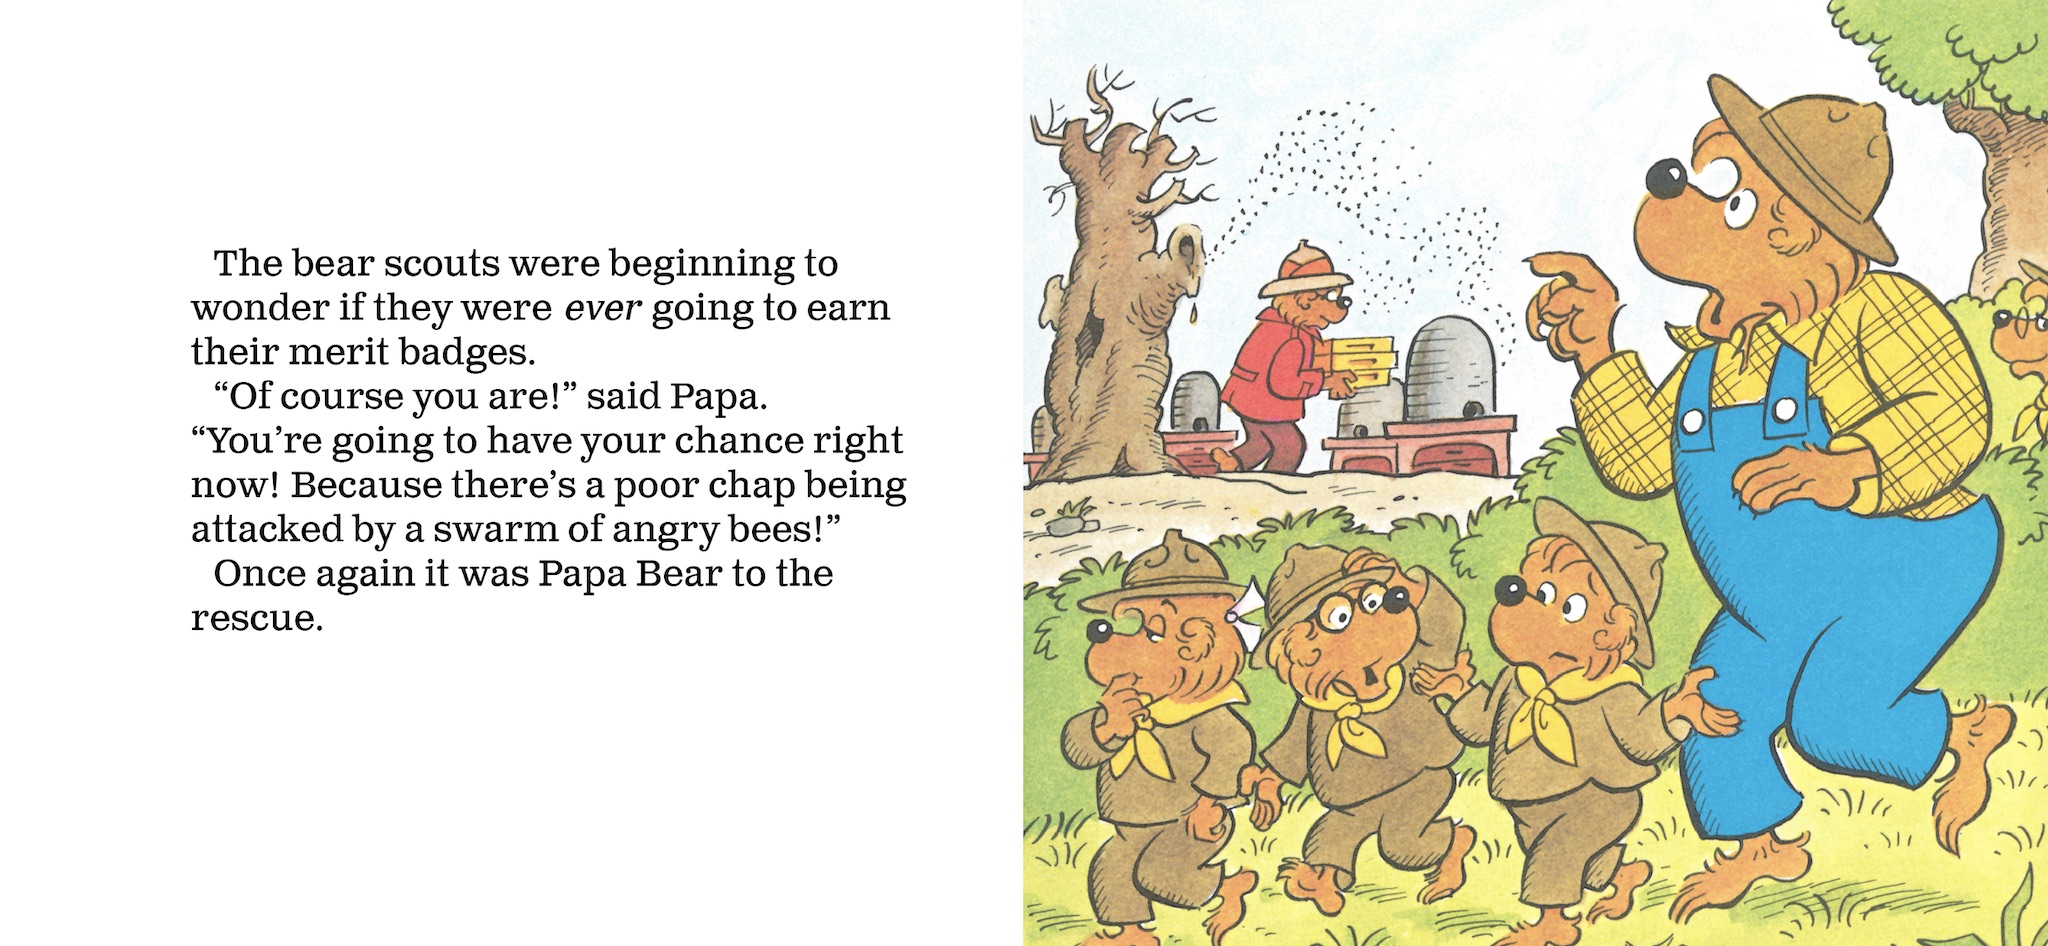 The bear scouts were beginning to
wonder if they were ever going to earn
their merit badges.
“Of course you are!” said Papa.
“You’re going to have your chance right
now! Because there’s a poor chap being
attacked by a swarm of angry bees!”
Once again it was Papa Bear to the
rescue.